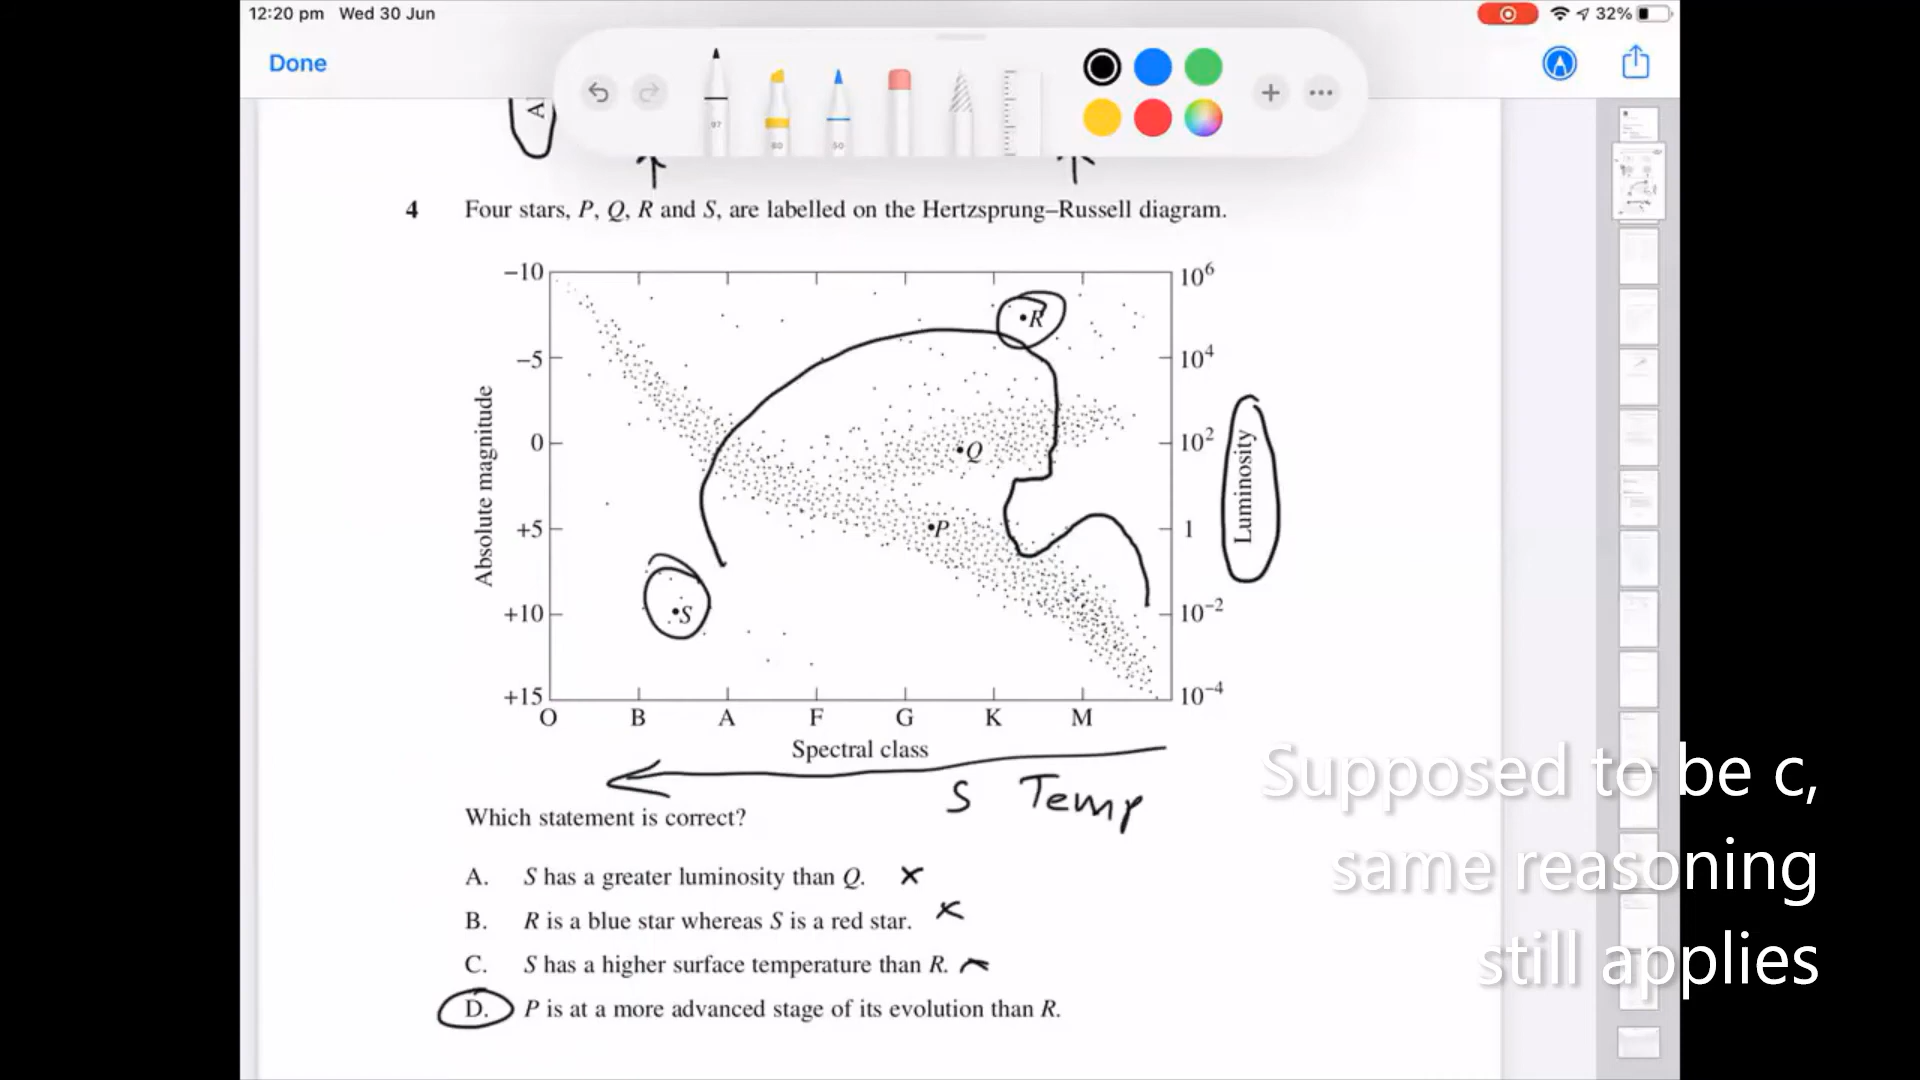 12:20 pm Wed 30 Jun
32%
Done
97
80
50
A
4 Four stars, P, Q, R and S, are labelled on the Hertzsprung–Russell diagram.
Absolute magnitude
−10
−5
0
+5
+10
+15
10⁶
10⁴
10²
1
10⁻²
10⁻⁴
Luminosity
R
Q
P
S
O B A F G K M
Spectral class
S Temp
Which statement is correct?
A. S has a greater luminosity than Q.
B. R is a blue star whereas S is a red star.
C. S has a higher surface temperature than R.
D. P is at a more advanced stage of its evolution than R.
Supposed to be c,
same reasoning
still applies